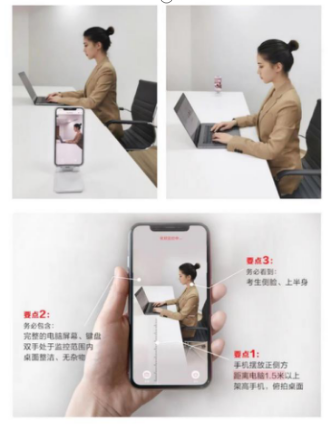 要点3：
务必看到：
考生侧脸、上半身
要点2：
务必包含：
完整的电脑屏幕、键盘
双手处于监控范围内
桌面整洁、无杂物
要点1：
手机摆放正侧方
距离电脑1.5米以上
架高手机，俯拍桌面